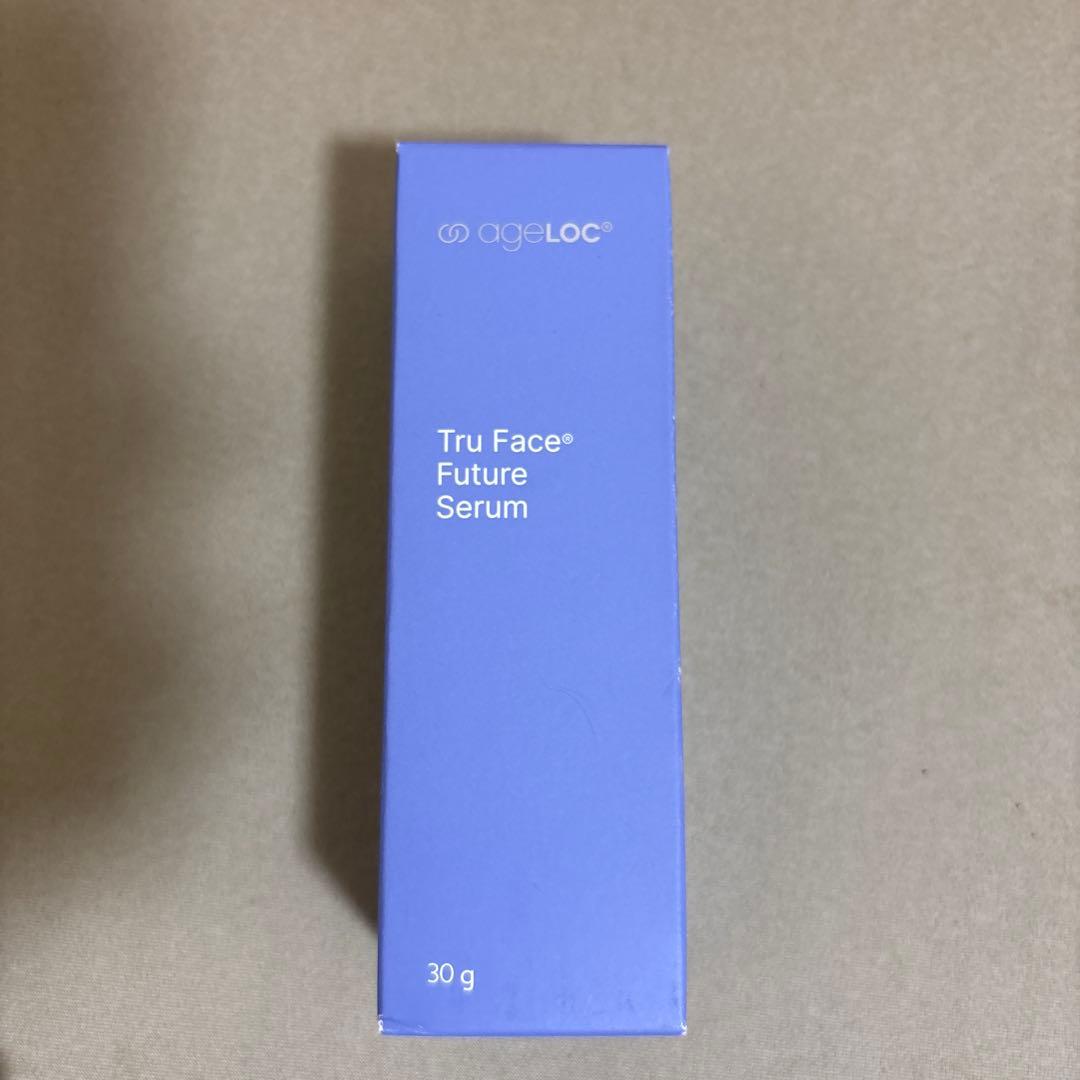 ageLOC®
Tru Face®
Future
Serum
30 g